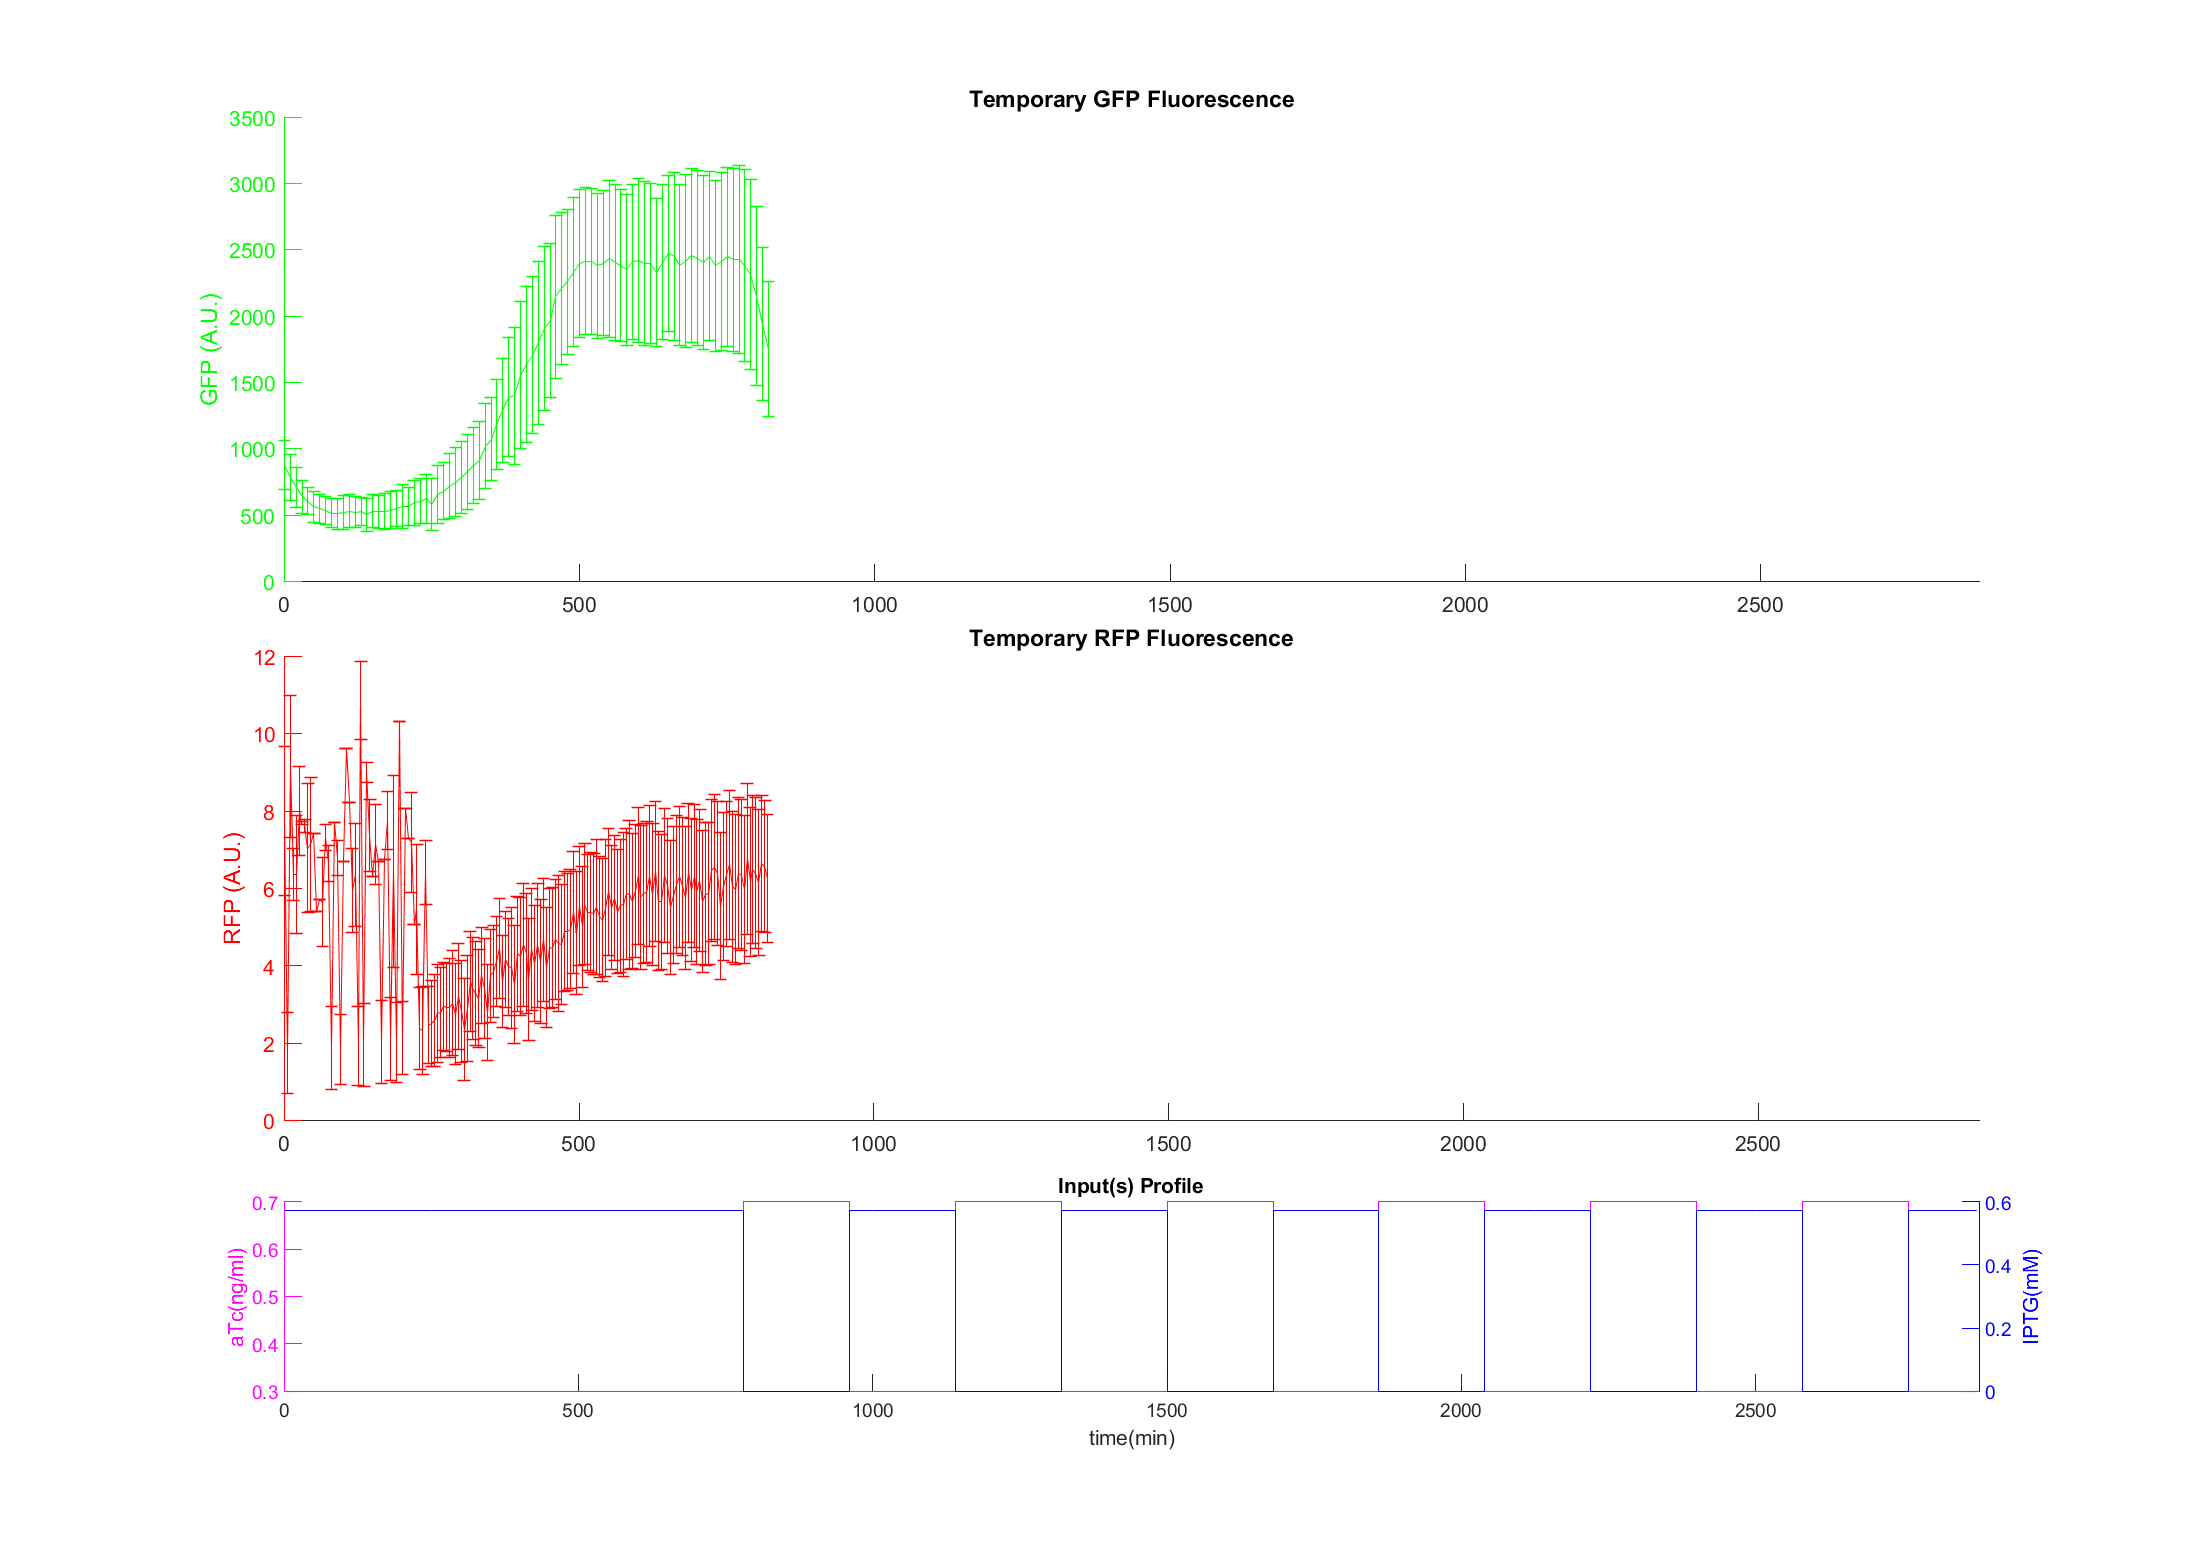 Temporary GFP Fluorescence
3500
3000
2500
2000
1500
1000
500
0
GFP (A.U.)
0 500 1000 1500 2000 2500
Temporary RFP Fluorescence
12
10
8
6
4
2
0
RFP (A.U.)
0 500 1000 1500 2000 2500
Input(s) Profile
0.7
0.6
0.5
0.4
0.3
aTc(ng/ml)
0.6
0.4
0.2
0
IPTG(mM)
0 500 1000 1500 2000 2500
time(min)